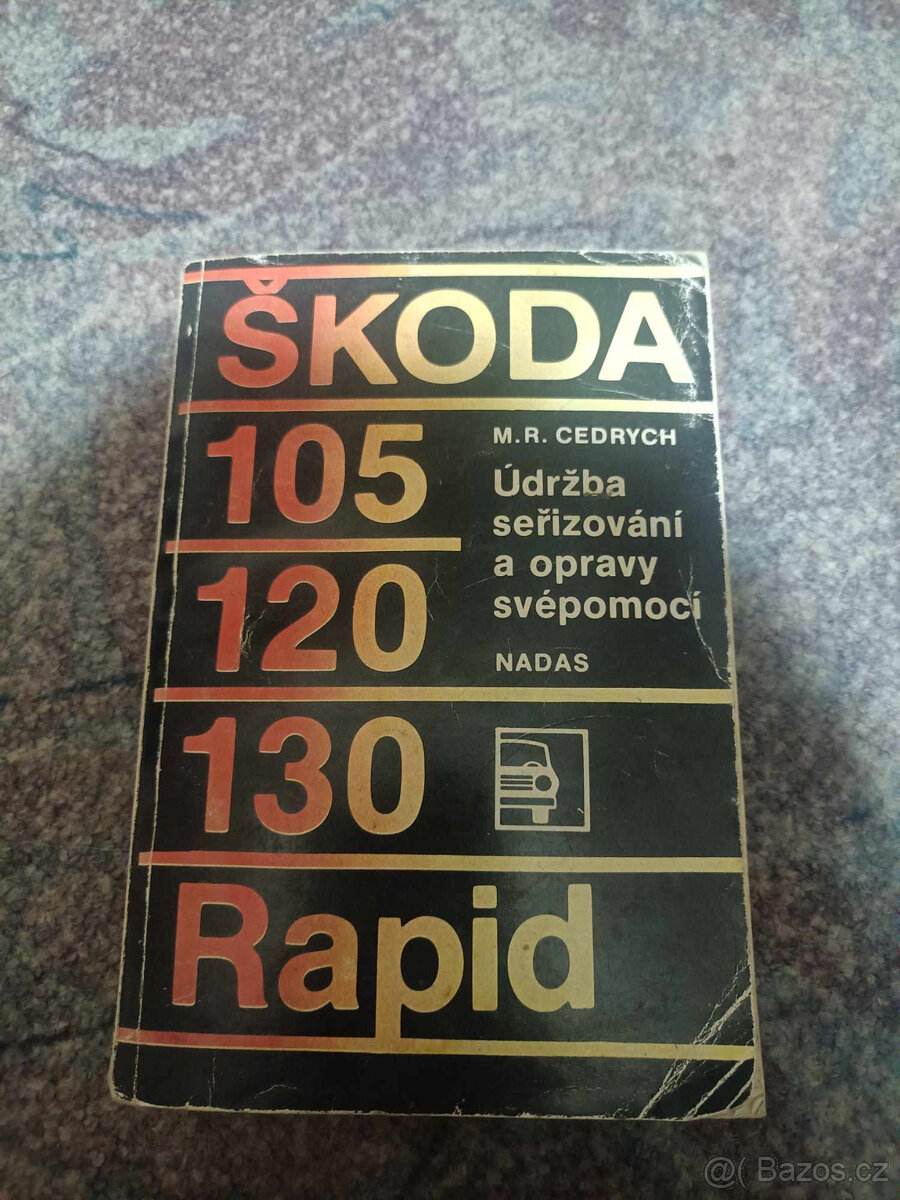 ŠKODA
105
120
130
Rapid
M.R. CEDRYCH
Údržba
seřizování
a opravy
svépomocí
NADAS
@( Bazos.cz